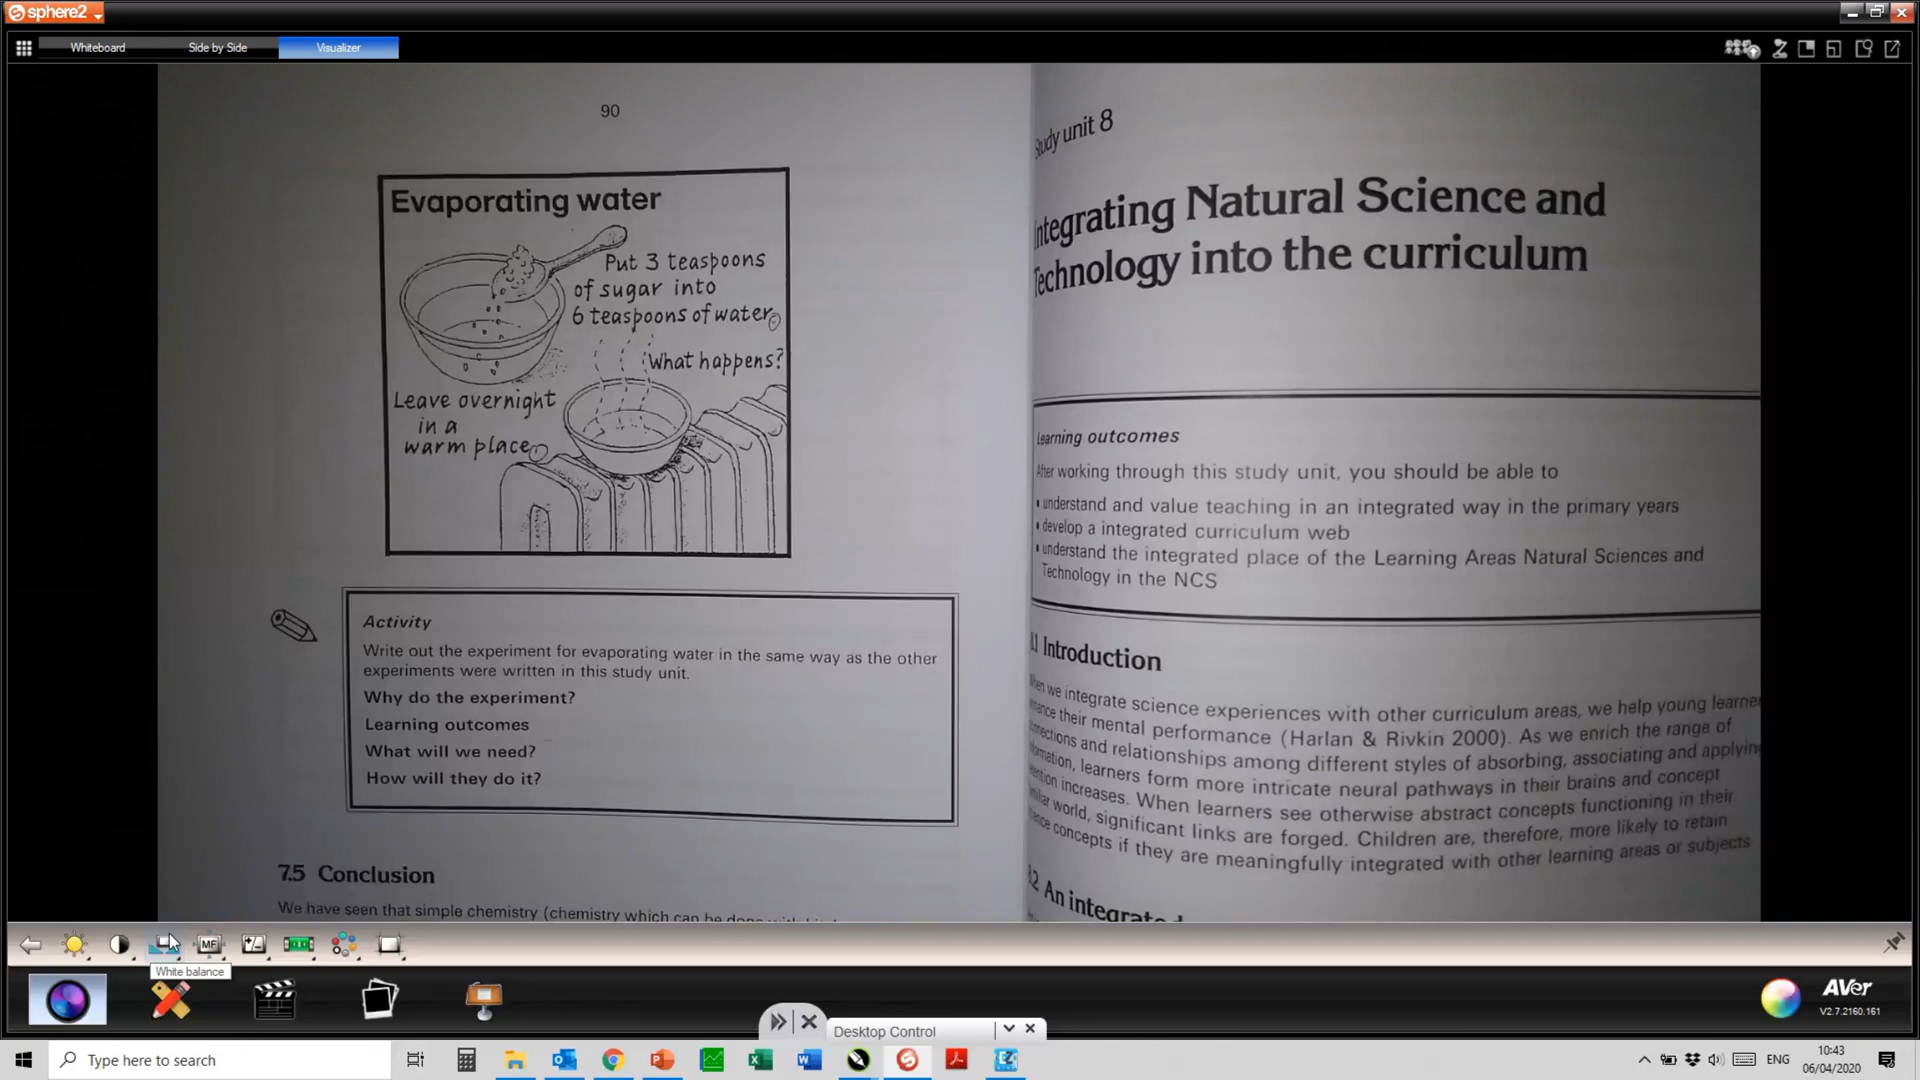 sphere2
Whiteboard
Side by Side
Visualizer
90
Evaporating water
Put 3 teaspoons
of sugar into
6 teaspoons of water.
What happens?
Leave overnight
in a
warm place.
Activity
Write out the experiment for evaporating water in the same way as the other
experiments were written in this study unit.
Why do the experiment?
Learning outcomes
What will we need?
How will they do it?
7.5 Conclusion
We have seen that simple chemistry (chemistry which can be done with
Study unit 8
Integrating Natural Science and
Technology into the curriculum
Learning outcomes
After working through this study unit, you should be able to
• understand and value teaching in an integrated way in the primary years
• develop a integrated curriculum web
• understand the integrated place of the Learning Areas Natural Sciences and
Technology in the NCS
8.1 Introduction
When we integrate science experiences with other curriculum areas, we help young
their mental performance (Harlan & Rivkin 2000). As we enrich the range of
and relationships among different styles of absorbing, associating and applying
learners form more intricate neural pathways in their brains and concept
increases. When learners see otherwise abstract concepts functioning in their
world, significant links are forged. Children are, therefore, more likely to retain
concepts if they are meaningfully integrated with other learning areas or subjects
8.2 An integrated
MF
White balance
AVer
V2.7.2160.161
Desktop Control
Type here to search
ENG
10:43
06/04/2020